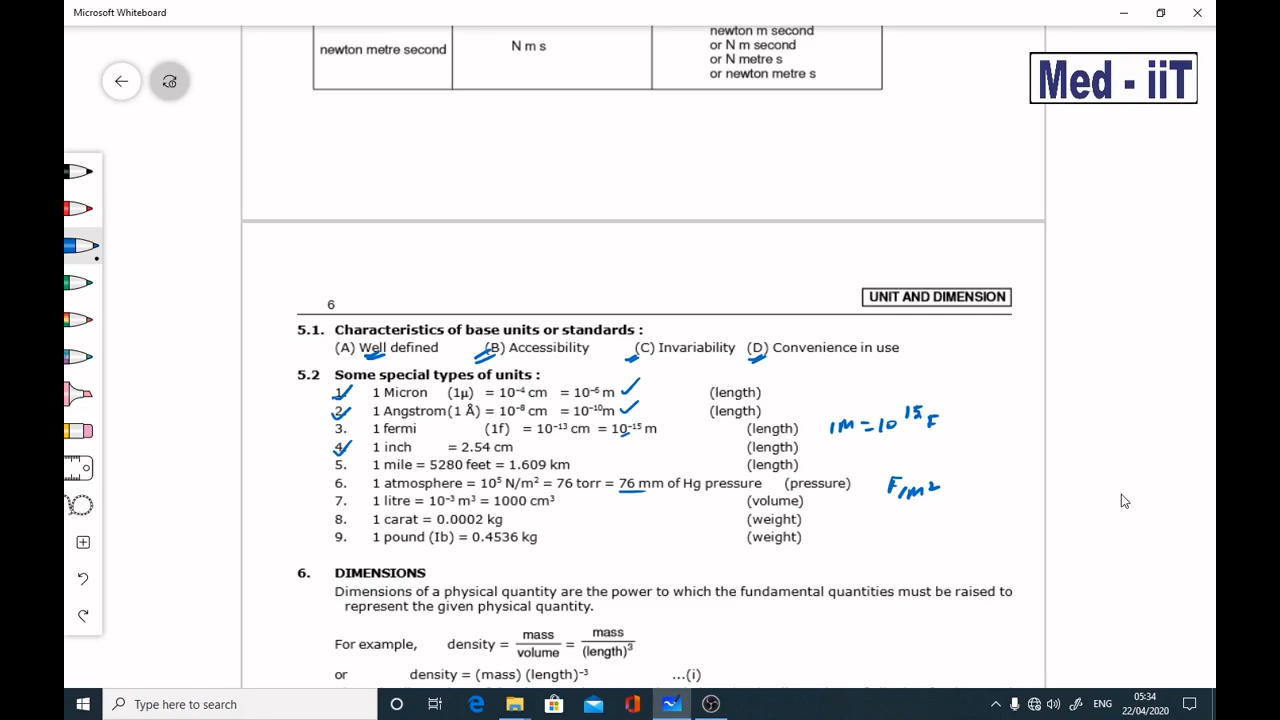 Microsoft Whiteboard
newton metre second
N m s
newton m second
or N m second
or N metre s
or newton metre s
Med - iiT
6
UNIT AND DIMENSION
5.1. Characteristics of base units or standards :
(A) Well defined (B) Accessibility (C) Invariability (D) Convenience in use
5.2 Some special types of units :
1. 1 Micron (1μ) = 10⁻⁴ cm = 10⁻⁶ m (length)
2. 1 Angstrom (1 Å) = 10⁻⁸ cm = 10⁻¹⁰ m (length)
3. 1 fermi (1f) = 10⁻¹³ cm = 10⁻¹⁵ m (length)
1M = 10¹⁵ F
4. 1 inch = 2.54 cm (length)
5. 1 mile = 5280 feet = 1.609 km (length)
6. 1 atmosphere = 10⁵ N/m² = 76 torr = 76 mm of Hg pressure (pressure)
F/M²
7. 1 litre = 10⁻³ m³ = 1000 cm³ (volume)
8. 1 carat = 0.0002 kg (weight)
9. 1 pound (Ib) = 0.4536 kg (weight)
6. DIMENSIONS
Dimensions of a physical quantity are the power to which the fundamental quantities must be raised to
represent the given physical quantity.
For example, density = mass/volume = mass/(length)³
or density = (mass) (length)⁻³ ...(i)
Type here to search
ENG
05:34
22/04/2020